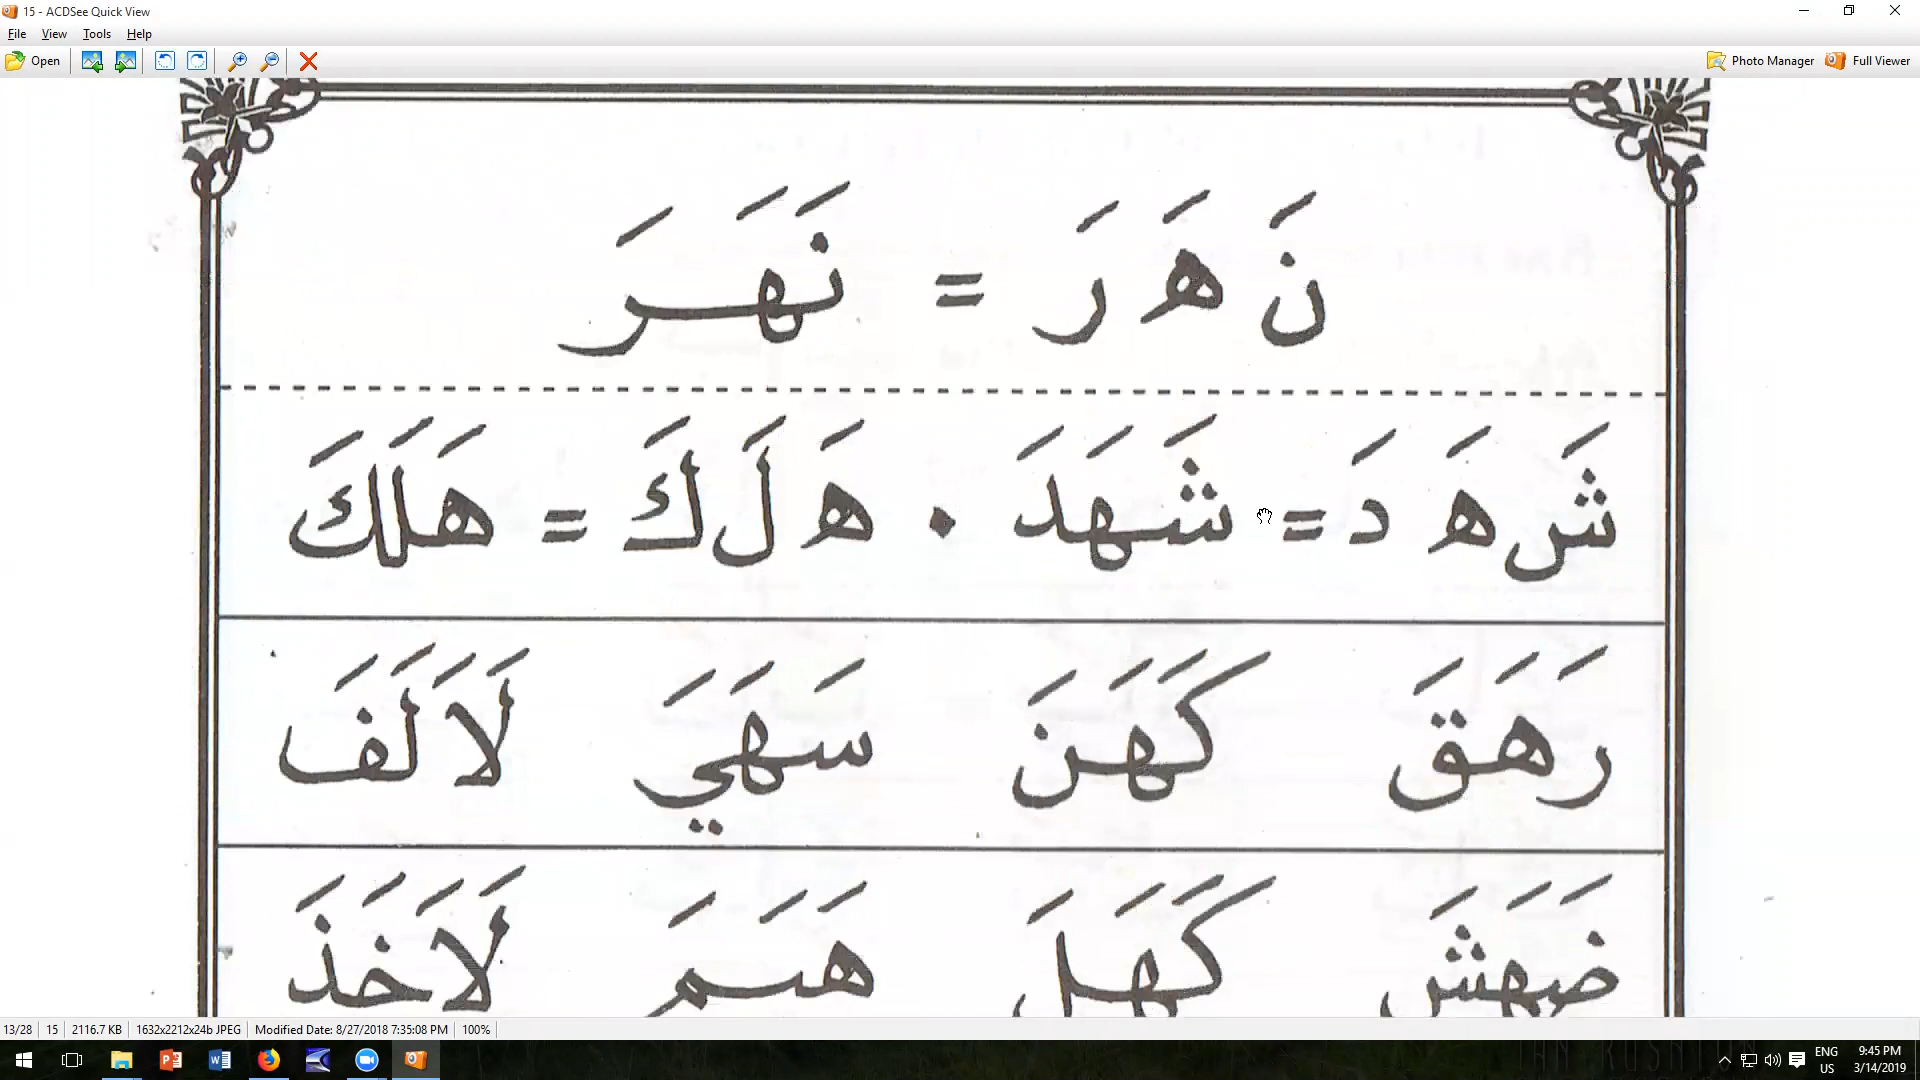 15 - ACDSee Quick View
File View Tools Help
Open Photo Manager Full Viewer
نَ هَ رَ = نَهَرَ
شَ هَ دَ = شَهَدَ . هَ لَ كَ = هَلَكَ
رَهَقَ كَهَنَ سَهَيَ لَاَلَفَ
ضَهَشَ كَهَلَ لَاَخَذَ
13/28 15 2116.7 KB 1632x2212x24b JPEG Modified Date: 8/27/2018 7:35:08 PM 100%
ENG 9:45 PM
US 3/14/2019